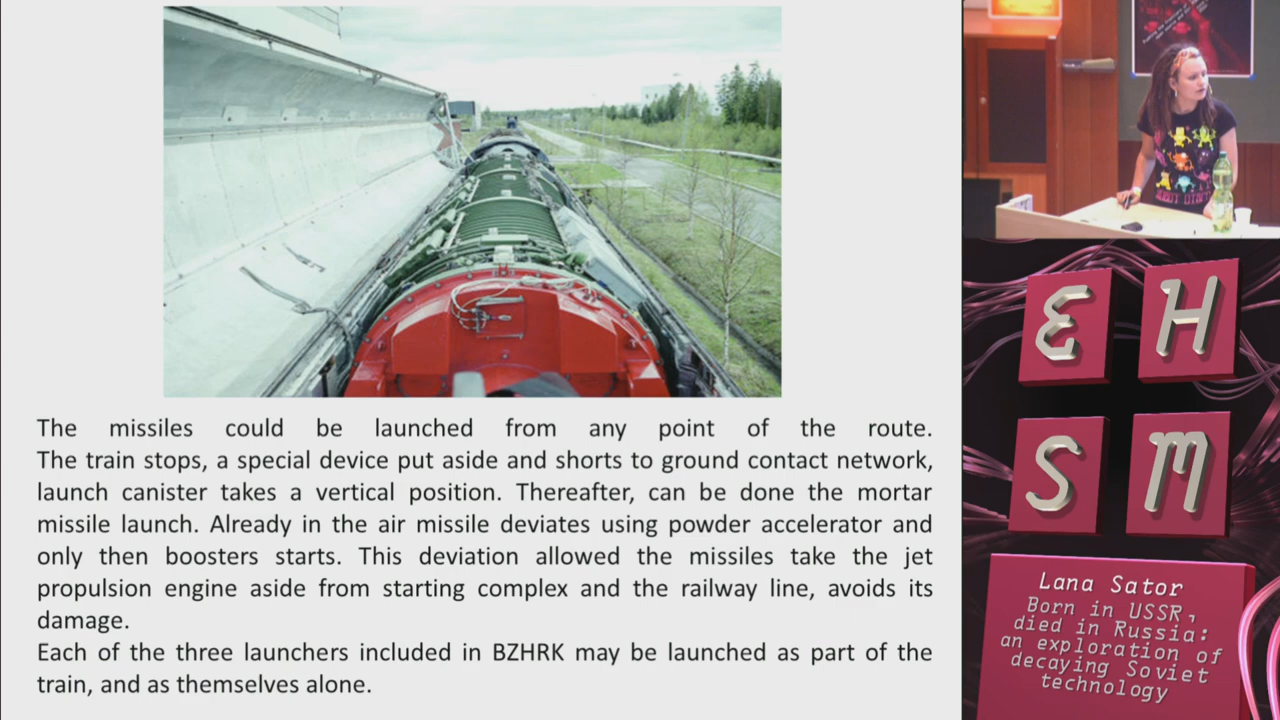 The missiles could be launched from any point of the route.
The train stops, a special device put aside and shorts to ground contact network,
launch canister takes a vertical position. Thereafter, can be done the mortar
missile launch. Already in the air missile deviates using powder accelerator and
only then boosters starts. This deviation allowed the missiles take the jet
propulsion engine aside from starting complex and the railway line, avoids its
damage.
Each of the three launchers included in BZHRK may be launched as part of the
train, and as themselves alone.
E H
S M
Lana Sator
Born in USSR,
died in Russia:
an exploration of
decaying Soviet
technology